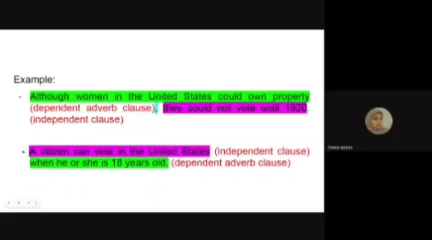 Example:
- Although women in the United States could own property
(dependent adverb clause), they could not vote until 1920
(independent clause)
• A citizen can vote in the United States (independent clause)
when he or she is 18 years old. (dependent adverb clause)